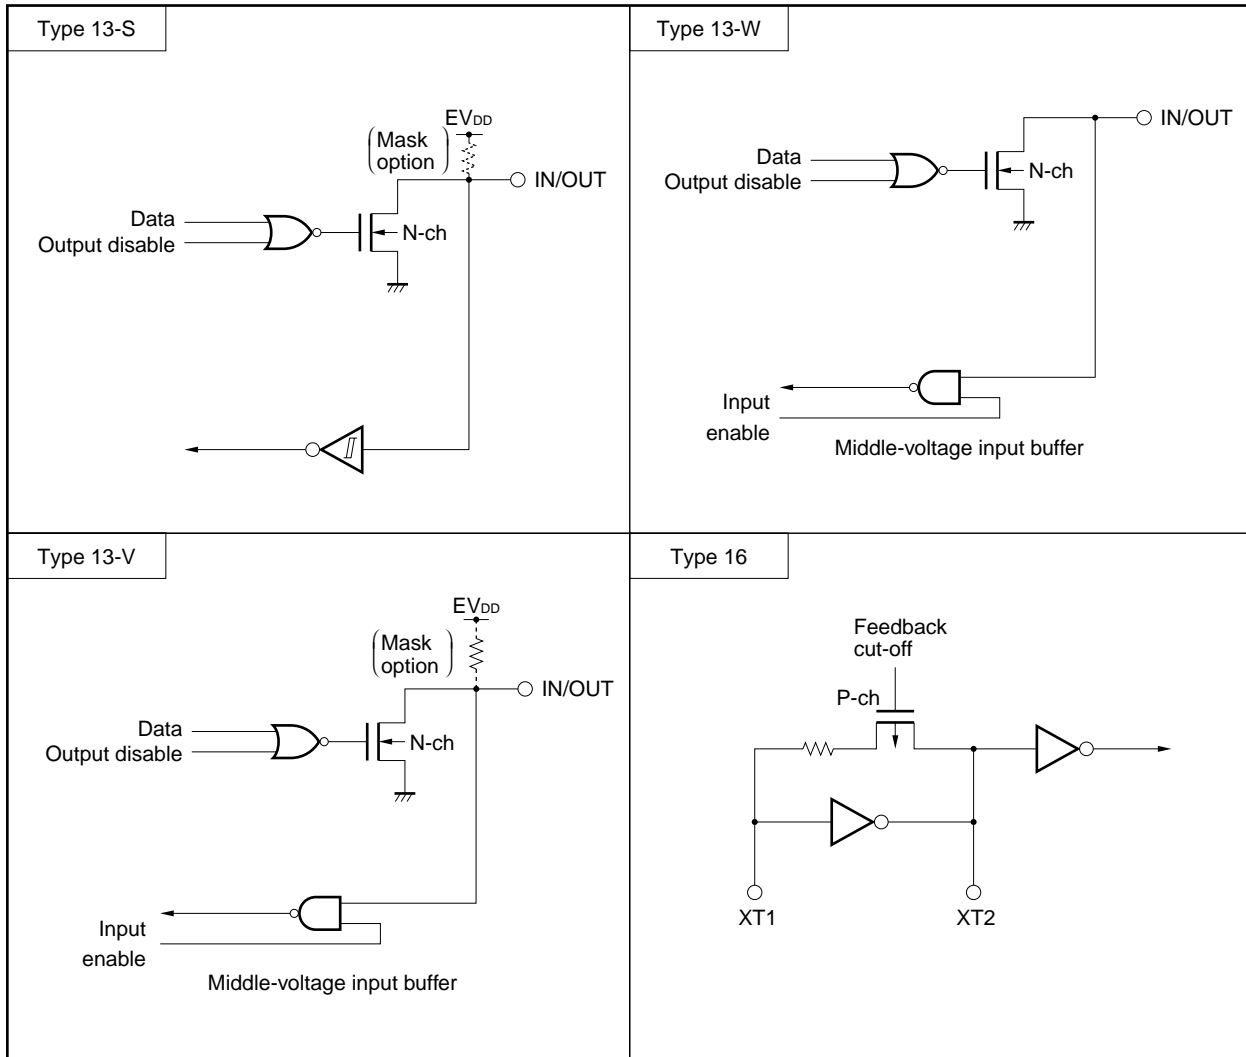 Type 13-S
EVDD
Mask
option
IN/OUT
Data
Output disable
N-ch
Type 13-W
IN/OUT
Data
Output disable
N-ch
Input
enable
Middle-voltage input buffer
Type 13-V
EVDD
Mask
option
IN/OUT
Data
Output disable
N-ch
Input
enable
Middle-voltage input buffer
Type 16
Feedback
cut-off
P-ch
XT1
XT2